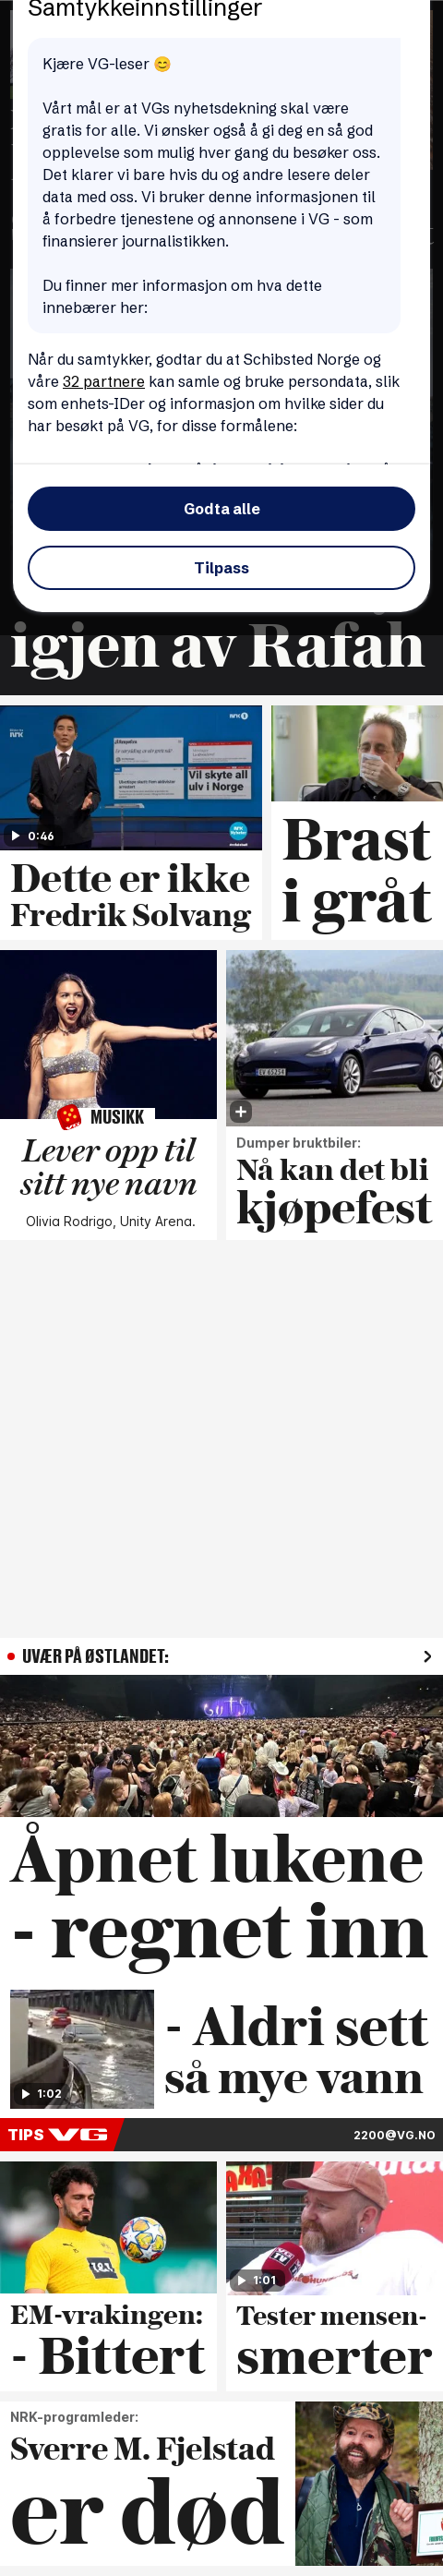 Samtykkeinnstillinger
Kjære VG-leser 😊
Vårt mål er at VGs nyhetsdekning skal være
gratis for alle. Vi ønsker også å gi deg en så god
opplevelse som mulig hver gang du besøker oss.
Det klarer vi bare hvis du og andre lesere deler
data med oss. Vi bruker denne informasjonen til
å forbedre tjenestene og annonsene i VG - som
finansierer journalistikken.
Du finner mer informasjon om hva dette
innebærer her:
Når du samtykker, godtar du at Schibsted Norge og
våre 32 partnere kan samle og bruke persondata, slik
som enhets-IDer og informasjon om hvilke sider du
har besøkt på VG, for disse formålene:
Godta alle
Tilpass
igjen av Rafah
NRK
Vil skyte all
ulv i Norge
0:46
Dette er ikke
Fredrik Solvang
Brast
i gråt
MUSIKK
Lever opp til
sitt nye navn
Olivia Rodrigo, Unity Arena.
Dumper bruktbiler:
Nå kan det bli
kjøpefest
UVÆR PÅ ØSTLANDET:
Åpnet lukene
- regnet inn
1:02
- Aldri sett
så mye vann
TIPS VG
2200@VG.NO
EM-vrakingen:
- Bittert
1:01
Tester mensen-
smerter
NRK-programleder:
Sverre M. Fjelstad
er død